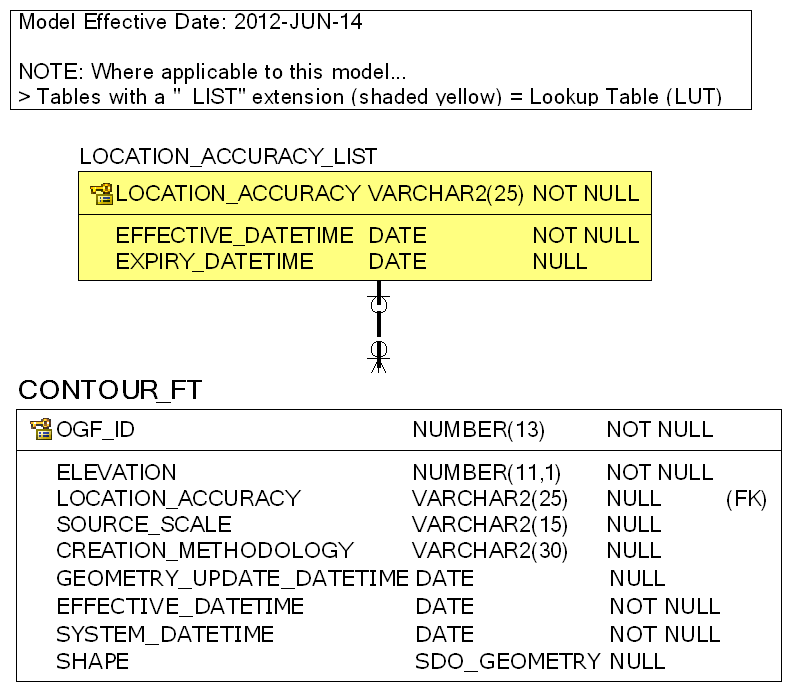 Model Effective Date: 2012-JUN-14
NOTE: Where applicable to this model...
> Tables with a " LIST" extension (shaded yellow) = Lookup Table (LUT)
LOCATION_ACCURACY_LIST
LOCATION_ACCURACY VARCHAR2(25) NOT NULL
EFFECTIVE_DATETIME DATE NOT NULL
EXPIRY_DATETIME DATE NULL
CONTOUR_FT
OGF_ID NUMBER(13) NOT NULL
ELEVATION NUMBER(11,1) NOT NULL
LOCATION_ACCURACY VARCHAR2(25) NULL (FK)
SOURCE_SCALE VARCHAR2(15) NULL
CREATION_METHODOLOGY VARCHAR2(30) NULL
GEOMETRY_UPDATE_DATETIME DATE NULL
EFFECTIVE_DATETIME DATE NOT NULL
SYSTEM_DATETIME DATE NOT NULL
SHAPE SDO_GEOMETRY NULL